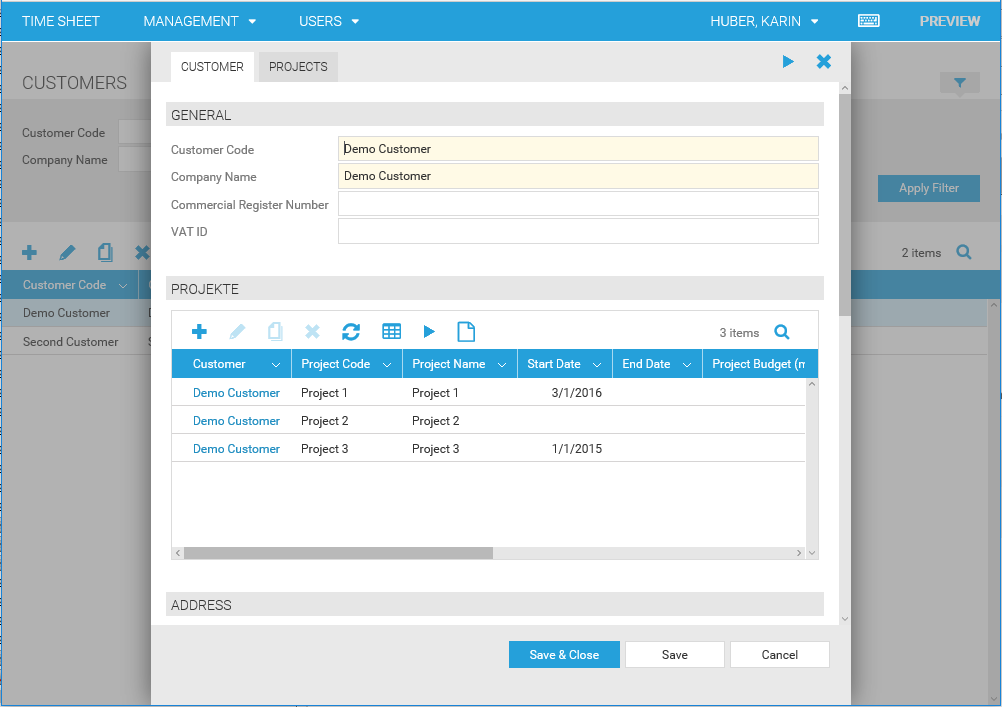 TIME SHEET MANAGEMENT USERS HUBER, KARIN PREVIEW
CUSTOMER PROJECTS
CUSTOMERS
GENERAL
Customer Code
Company Name
Customer Code Demo Customer
Company Name Demo Customer
Commercial Register Number
VAT ID
Apply Filter
2 items
Customer Code
Demo Customer
Second Customer
PROJEKTE
3 items
Customer Project Code Project Name Start Date End Date Project Budget (m
Demo Customer Project 1 Project 1 3/1/2016
Demo Customer Project 2 Project 2
Demo Customer Project 3 Project 3 1/1/2015
ADDRESS
Save & Close Save Cancel